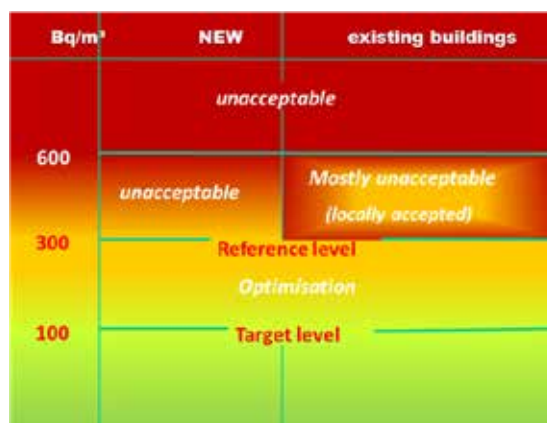 Bq/m³ NEW existing buildings
unacceptable
600
unacceptable
Mostly unacceptable
(locally accepted)
300
Reference level
Optimisation
100
Target level